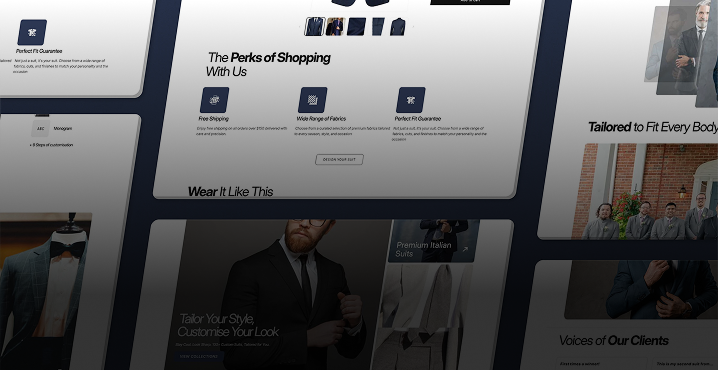 Perfect Fit Guarantee
Not just a suit, it's your suit. Choose from a wide range of
fabrics, cuts, and finishes to match your personality and the
occasion
Monogram
+ 8 Steps of customisation
The Perks of Shopping
With Us
Free Shipping
Enjoy free shipping on all orders over $150 delivered with
care and precision.
Wide Range of Fabrics
Choose from a curated selection of premium fabrics tailored
to every season, style, and occasion.
Perfect Fit Guarantee
Not just a suit, it's your suit. Choose from a wide range of
fabrics, cuts, and finishes to match your personality and the
occasion
DESIGN YOUR SUIT
Wear It Like This
Tailor Your Style,
Customise Your Look
VIEW COLLECTIONS
Premium Italian
Suits
Tailored to Fit Every Body
Voices of Our Clients